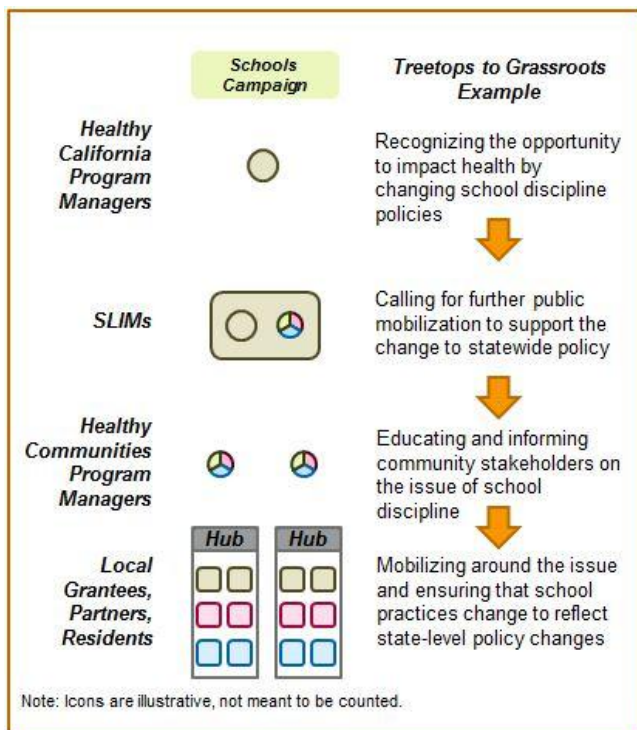 Schools
Campaign
Treetops to Grassroots
Example
Healthy
California
Program
Managers
Recognizing the opportunity
to impact health by
changing school discipline
policies
SLIMs
Calling for further public
mobilization to support the
change to statewide policy
Healthy
Communities
Program
Managers
Educating and informing
community stakeholders on
the issue of school
discipline
Hub
Hub
Local
Grantees,
Partners,
Residents
Mobilizing around the issue
and ensuring that school
practices change to reflect
state-level policy changes
Note: Icons are illustrative, not meant to be counted.